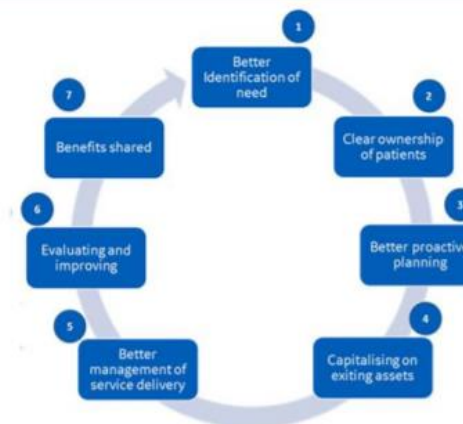 1
Better
Identification of
need
2
Clear ownership
of patients
3
Better proactive
planning
4
Capitalising on
exiting assets
5
Better
management of
service delivery
6
Evaluating and
improving
7
Benefits shared